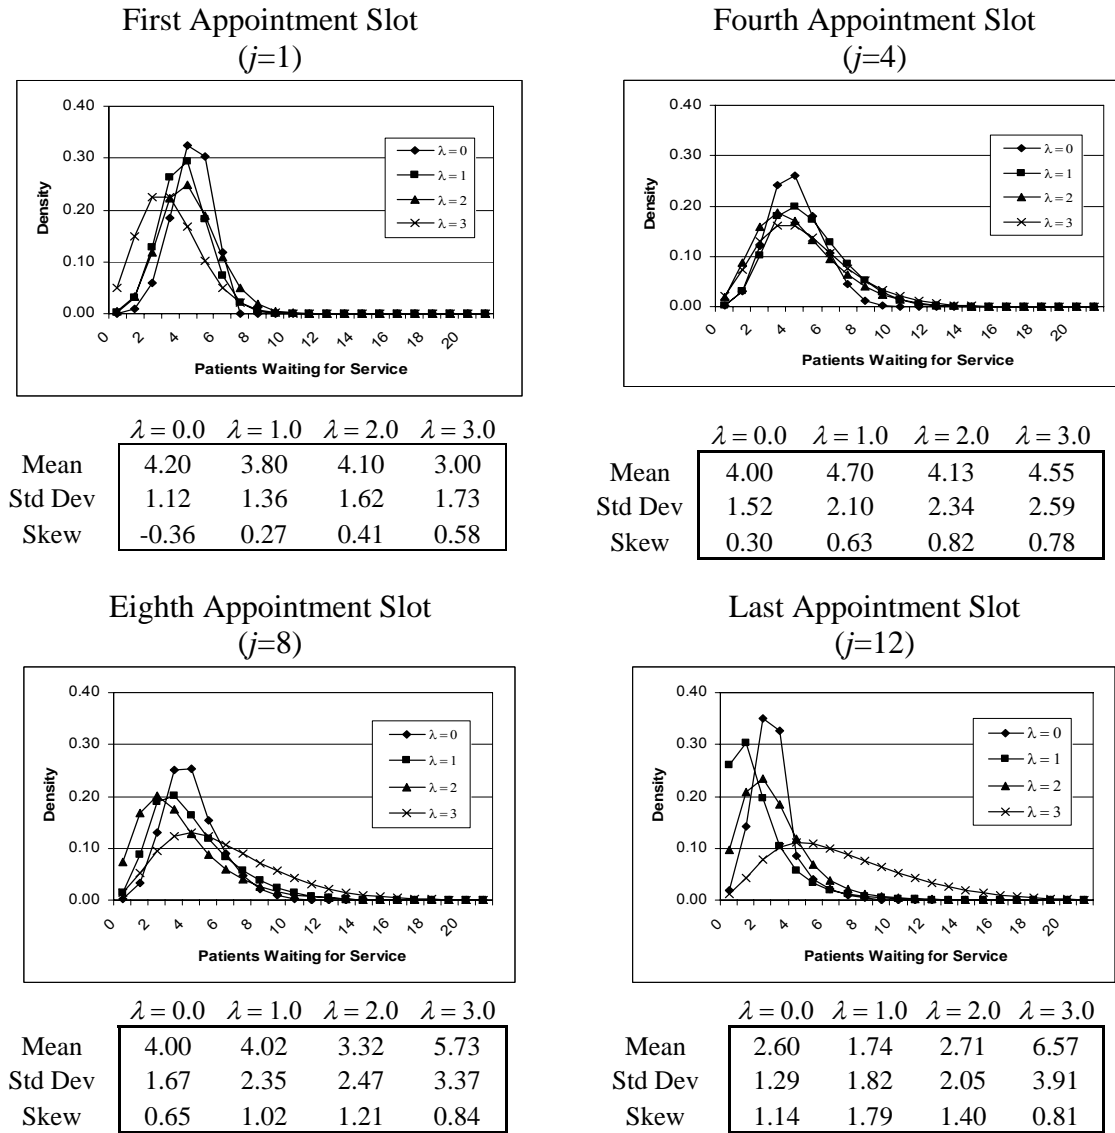 First Appointment Slot
(j=1)
0.40
0.30
0.20
0.10
0.00
Density
λ = 0
λ = 1
λ = 2
λ = 3
0 2 4 6 8 10 12 14 16 18 20
Patients Waiting for Service
λ = 0.0 λ = 1.0 λ = 2.0 λ = 3.0
Mean 4.20 3.80 4.10 3.00
Std Dev 1.12 1.36 1.62 1.73
Skew -0.36 0.27 0.41 0.58
Fourth Appointment Slot
(j=4)
0.40
0.30
0.20
0.10
0.00
Density
λ = 0
λ = 1
λ = 2
λ = 3
0 2 4 6 8 10 12 14 16 18 20
Patients Waiting for Service
λ = 0.0 λ = 1.0 λ = 2.0 λ = 3.0
Mean 4.00 4.70 4.13 4.55
Std Dev 1.52 2.10 2.34 2.59
Skew 0.30 0.63 0.82 0.78
Eighth Appointment Slot
(j=8)
0.40
0.30
0.20
0.10
0.00
Density
λ = 0
λ = 1
λ = 2
λ = 3
0 2 4 6 8 10 12 14 16 18 20
Patients Waiting for Service
λ = 0.0 λ = 1.0 λ = 2.0 λ = 3.0
Mean 4.00 4.02 3.32 5.73
Std Dev 1.67 2.35 2.47 3.37
Skew 0.65 1.02 1.21 0.84
Last Appointment Slot
(j=12)
0.40
0.30
0.20
0.10
0.00
Density
λ = 0
λ = 1
λ = 2
λ = 3
0 2 4 6 8 10 12 14 16 18 20
Patients Waiting for Service
λ = 0.0 λ = 1.0 λ = 2.0 λ = 3.0
Mean 2.60 1.74 2.71 6.57
Std Dev 1.29 1.82 2.05 3.91
Skew 1.14 1.79 1.40 0.81